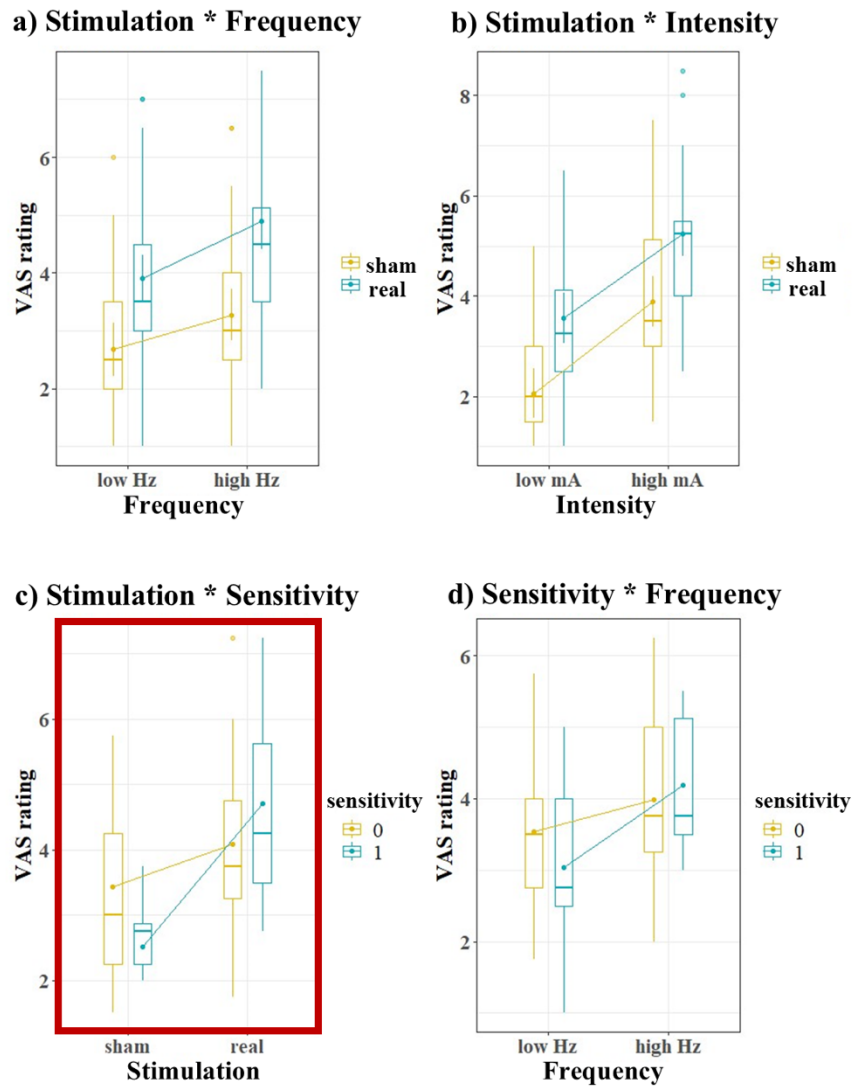 a) Stimulation * Frequency
VAS rating
6
4
2
low Hz high Hz
Frequency
sham
real
b) Stimulation * Intensity
VAS rating
8
6
4
2
low mA high mA
Intensity
sham
real
c) Stimulation * Sensitivity
VAS rating
6
4
2
sham real
Stimulation
sensitivity
0
1
d) Sensitivity * Frequency
VAS rating
6
4
2
low Hz high Hz
Frequency
sensitivity
0
1